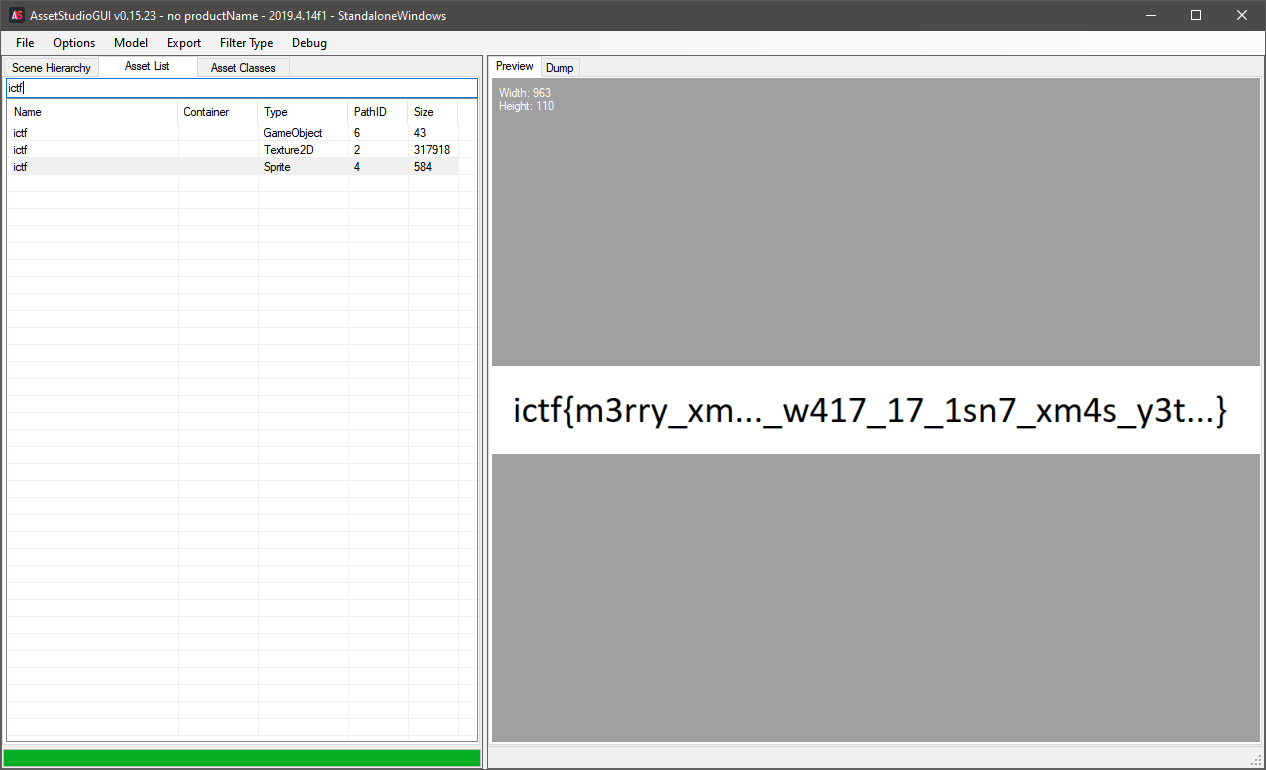 AssetStudioGUI v0.15.23 - no productName - 2019.4.14f1 - StandaloneWindows
File Options Model Export Filter Type Debug
Scene Hierarchy Asset List Asset Classes
ictf
Name Container Type PathID Size
ictf GameObject 6 43
ictf Texture2D 2 317918
ictf Sprite 4 584
Preview Dump
Width: 963
Height: 110
ictf{m3rry_xm..._w417_17_1sn7_xm4s_y3t...}